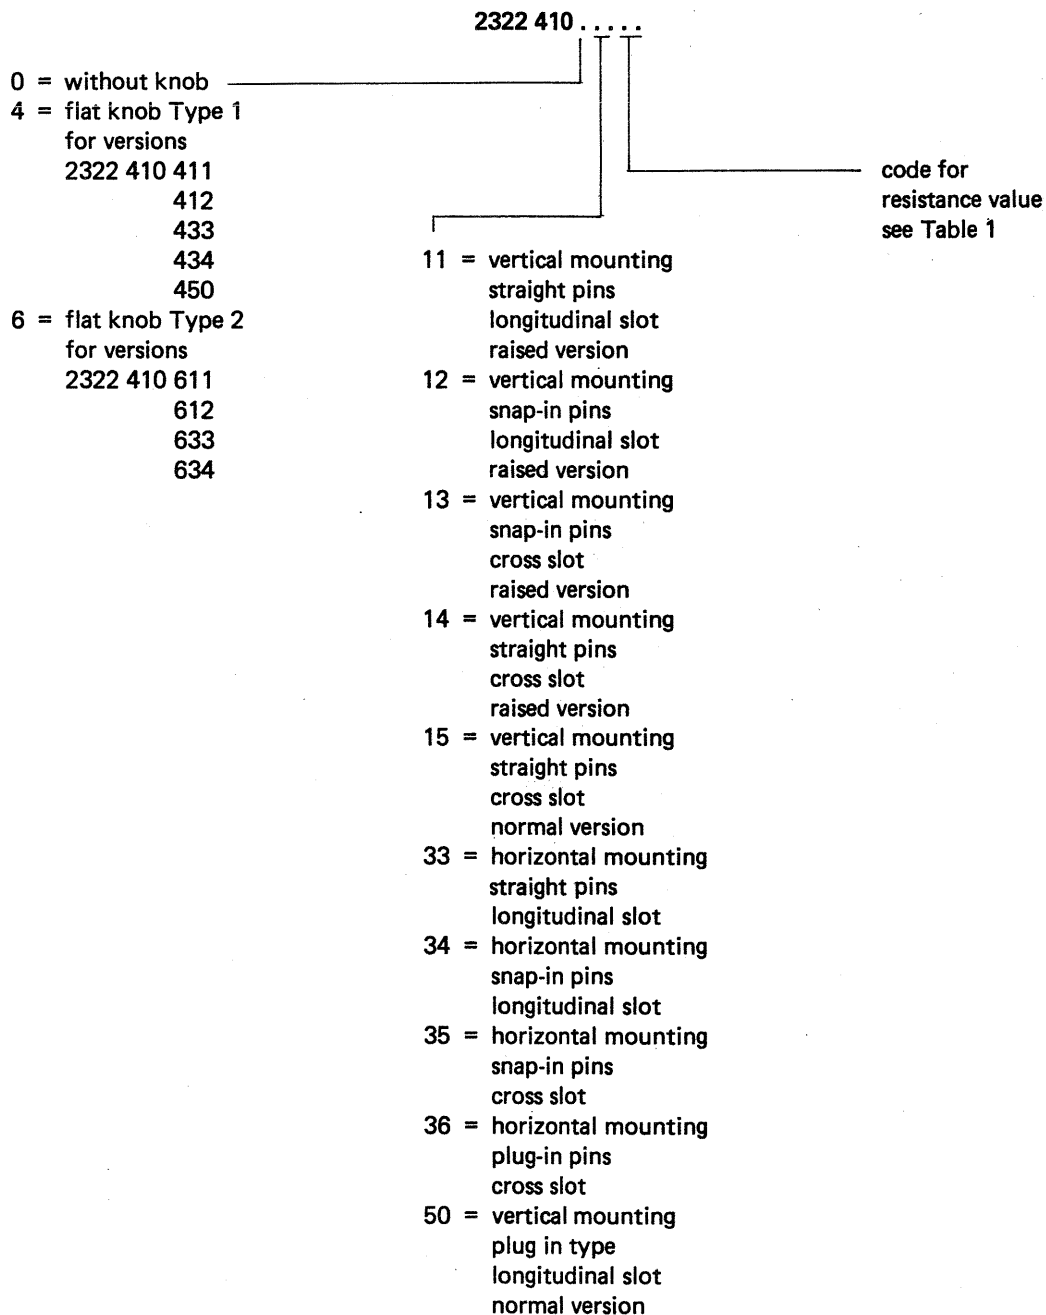 2322 410 . . . . .
0 = without knob
4 = flat knob Type 1
for versions
2322 410 411
412
433
434
450
6 = flat knob Type 2
for versions
2322 410 611
612
633
634
11 = vertical mounting
straight pins
longitudinal slot
raised version
12 = vertical mounting
snap-in pins
longitudinal slot
raised version
13 = vertical mounting
snap-in pins
cross slot
raised version
14 = vertical mounting
straight pins
cross slot
raised version
15 = vertical mounting
straight pins
cross slot
normal version
33 = horizontal mounting
straight pins
longitudinal slot
34 = horizontal mounting
snap-in pins
longitudinal slot
35 = horizontal mounting
snap-in pins
cross slot
36 = horizontal mounting
plug-in pins
cross slot
50 = vertical mounting
plug in type
longitudinal slot
normal version
code for
resistance value
see Table 1